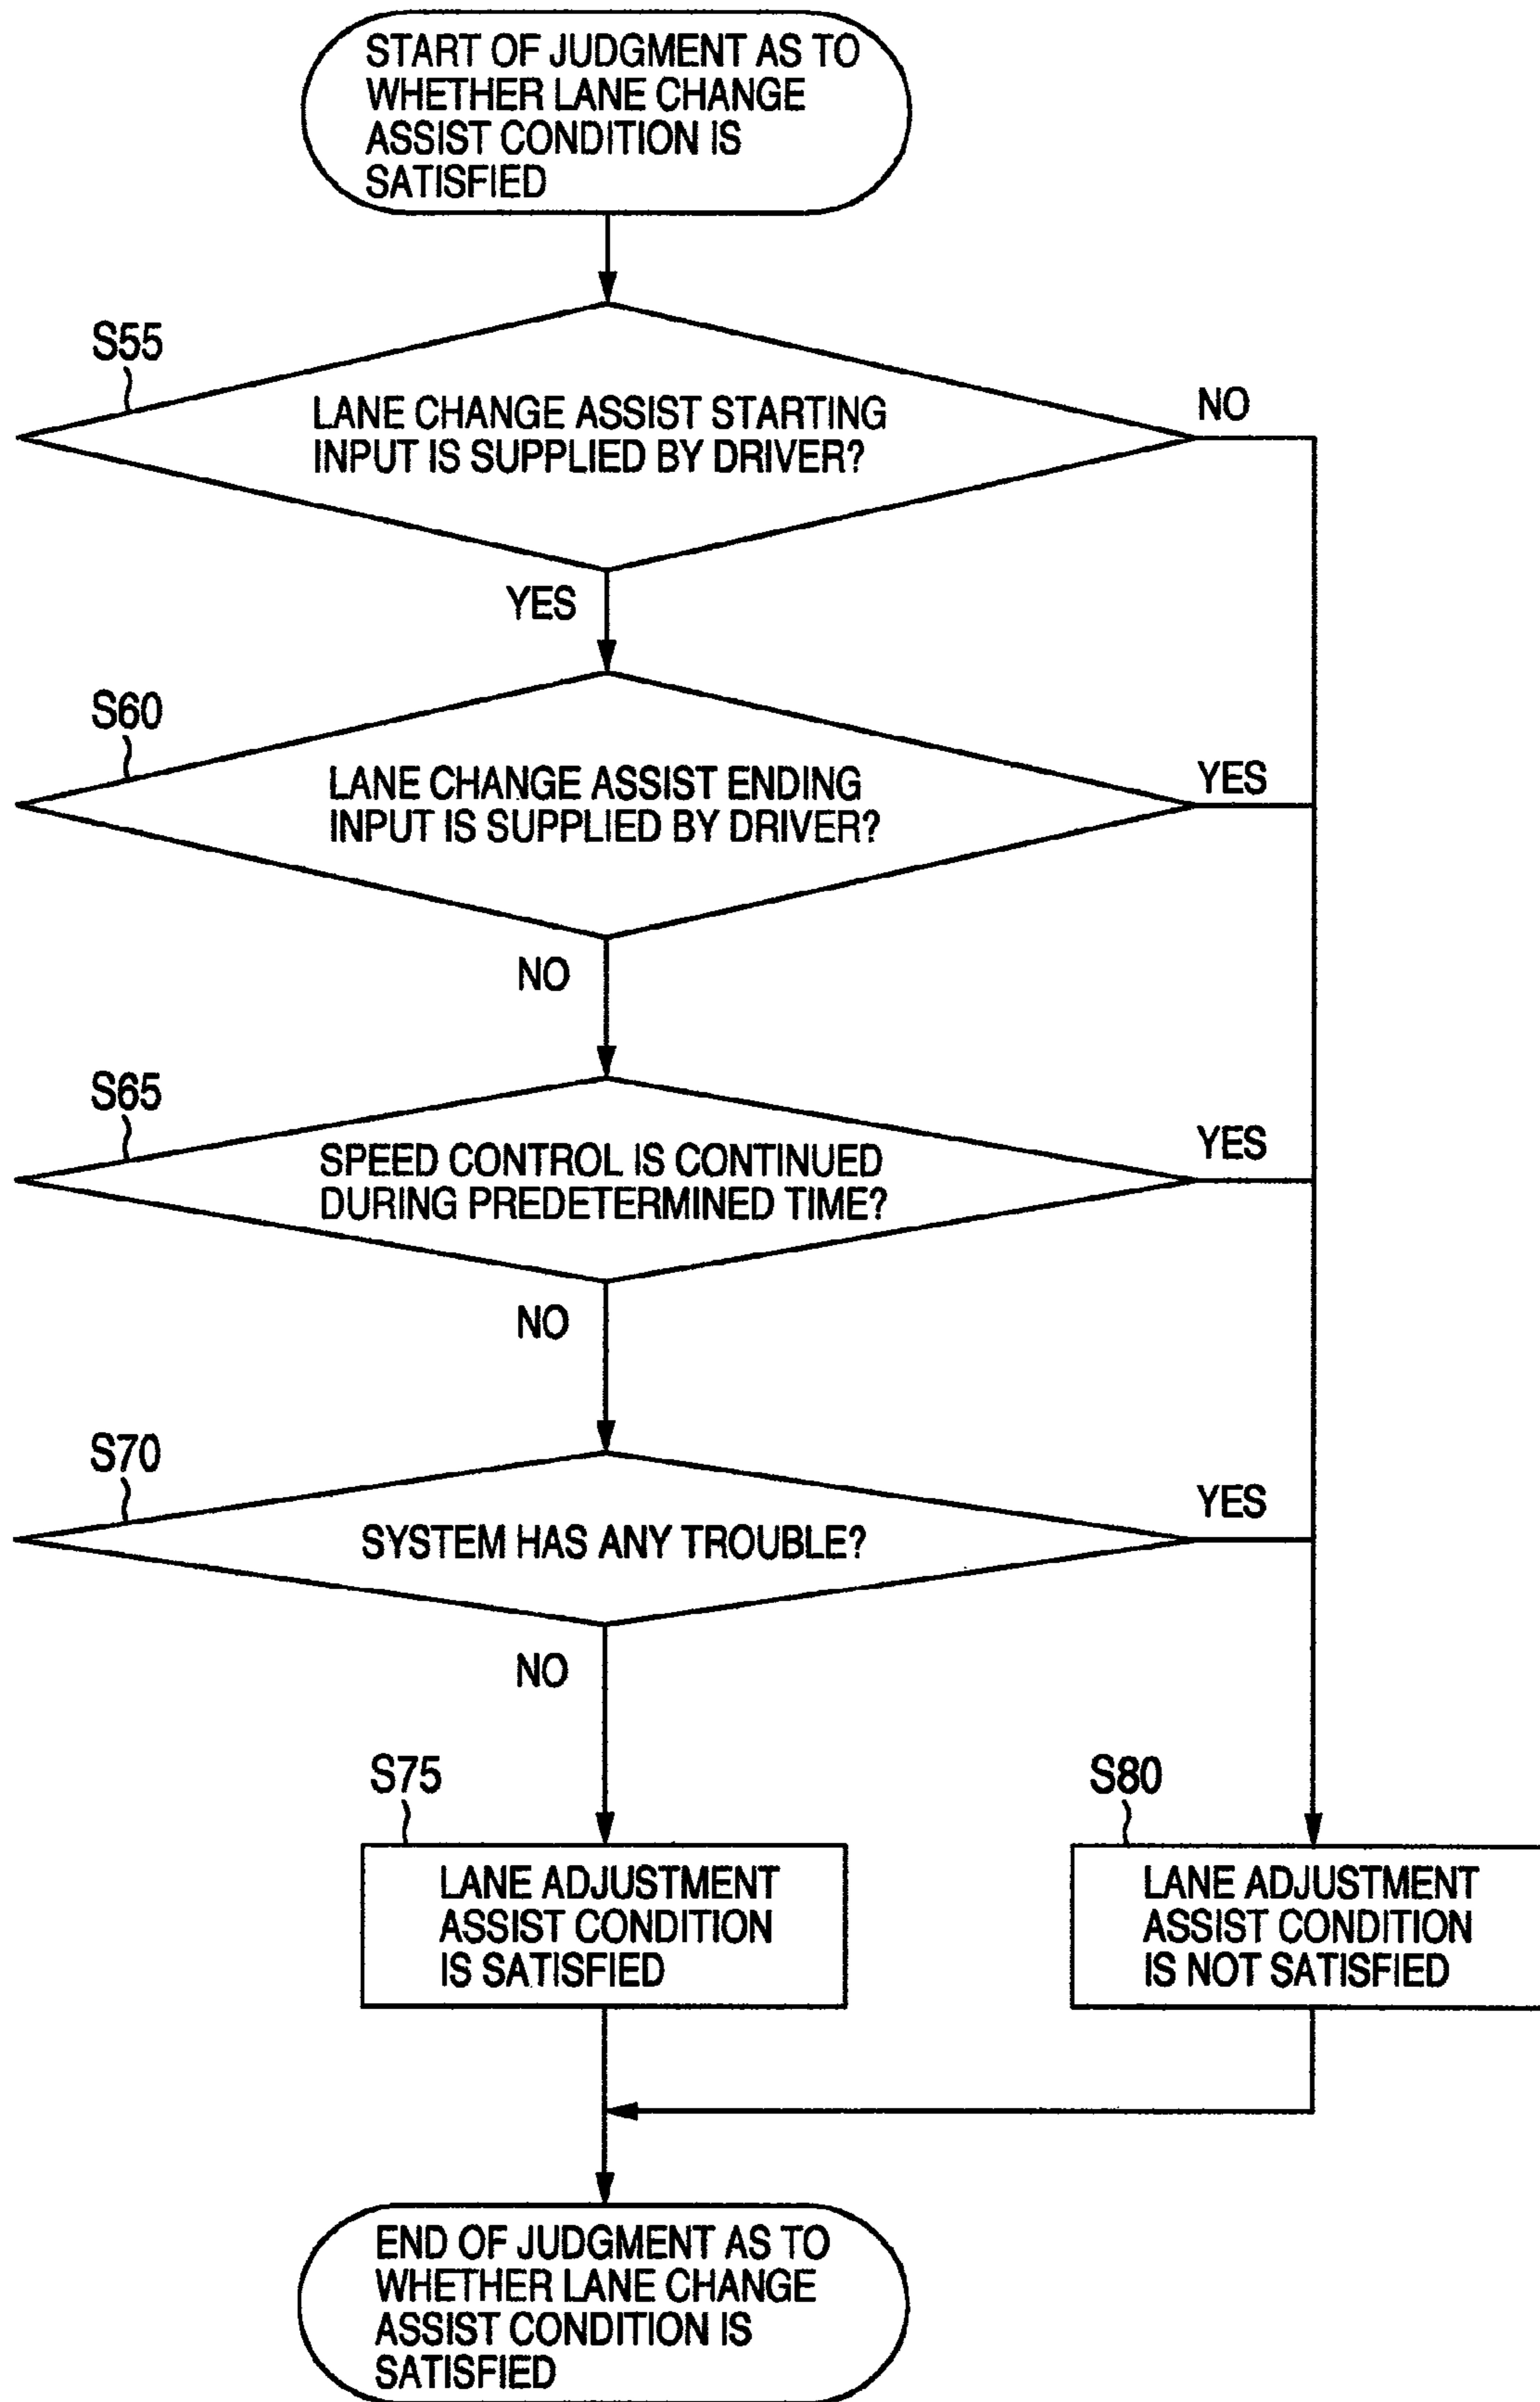 START OF JUDGMENT AS TO
WHETHER LANE CHANGE
ASSIST CONDITION IS
SATISFIED
S55
LANE CHANGE ASSIST STARTING
INPUT IS SUPPLIED BY DRIVER?
NO
YES
S60
LANE CHANGE ASSIST ENDING
INPUT IS SUPPLIED BY DRIVER?
YES
NO
S65
SPEED CONTROL IS CONTINUED
DURING PREDETERMINED TIME?
YES
NO
S70
SYSTEM HAS ANY TROUBLE?
YES
NO
S75
LANE ADJUSTMENT
ASSIST CONDITION
IS SATISFIED
S80
LANE ADJUSTMENT
ASSIST CONDITION
IS NOT SATISFIED
END OF JUDGMENT AS TO
WHETHER LANE CHANGE
ASSIST CONDITION IS
SATISFIED